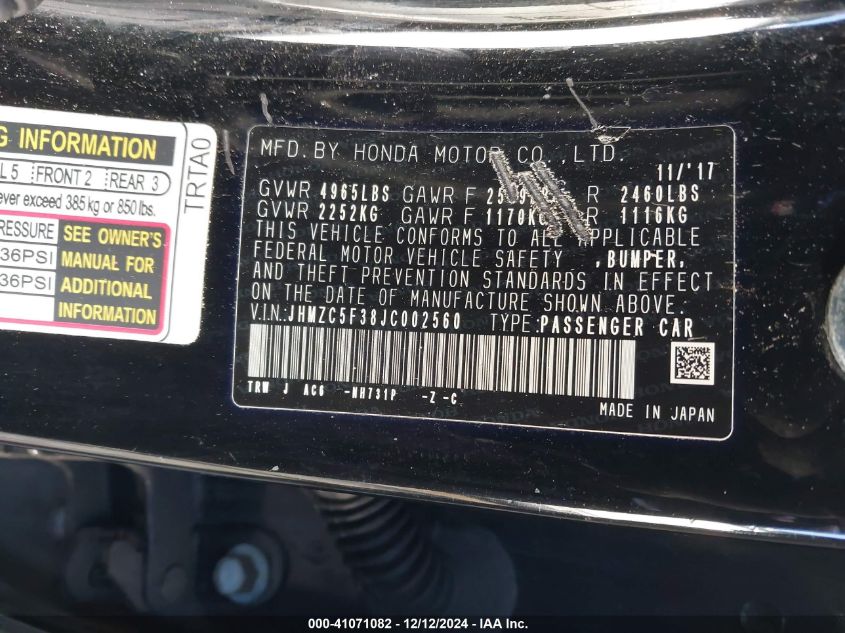 G INFORMATION
L 5 FRONT 2 REAR 3
ever exceed 385 kg or 850 lbs.
PRESSURE SEE OWNER'S
36PSI MANUAL FOR
36PSI ADDITIONAL
INFORMATION
TRTA0
MFD. BY HONDA MOTOR CO., LTD.
11/'17
GVWR 4965LBS GAWR F R 2460LBS
GVWR 2252KG GAWR F 1170KG R 1116KG
THIS VEHICLE CONFORMS TO ALL APPLICABLE
FEDERAL MOTOR VEHICLE SAFETY ,BUMPER,
AND THEFT PREVENTION STANDARDS IN EFFECT
ON THE DATE OF MANUFACTURE SHOWN ABOVE.
V.IN.:JHMZC5F38JC002560 TYPE:PASSENGER CAR
TRW J AC6 -NH731P -Z -C
MADE IN JAPAN
000-41071082 - 12/12/2024 - IAA Inc.